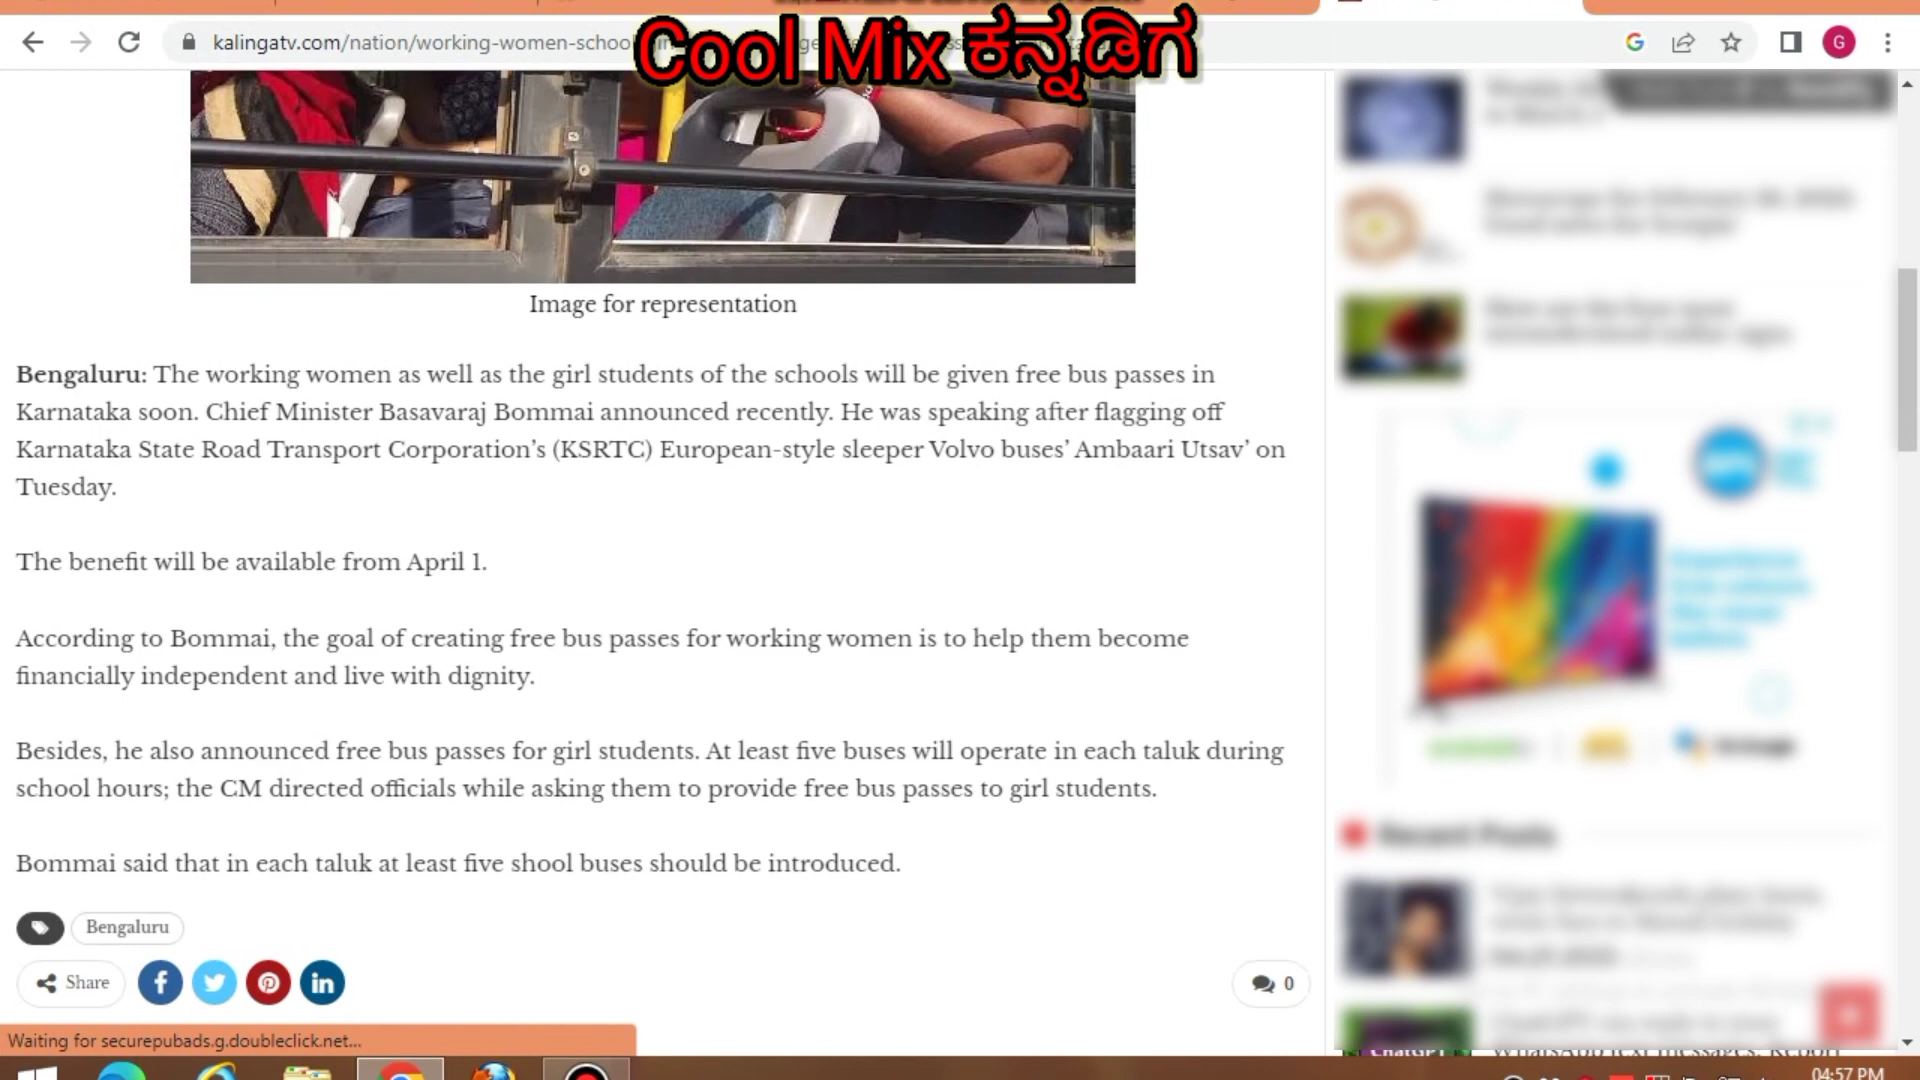 Cool Mix ಕನ್ನಡಿಗ
kalingatv.com/nation/working-women-schoo
Image for representation
Bengaluru: The working women as well as the girl students of the schools will be given free bus passes in
Karnataka soon. Chief Minister Basavaraj Bommai announced recently. He was speaking after flagging off
Karnataka State Road Transport Corporation’s (KSRTC) European-style sleeper Volvo buses’ Ambaari Utsav’ on
Tuesday.
The benefit will be available from April 1.
According to Bommai, the goal of creating free bus passes for working women is to help them become
financially independent and live with dignity.
Besides, he also announced free bus passes for girl students. At least five buses will operate in each taluk during
school hours; the CM directed officials while asking them to provide free bus passes to girl students.
Bommai said that in each taluk at least five shool buses should be introduced.
Bengaluru
Share
0
Recent Posts
Waiting for securepubads.g.doubleclick.net...
04:57 PM